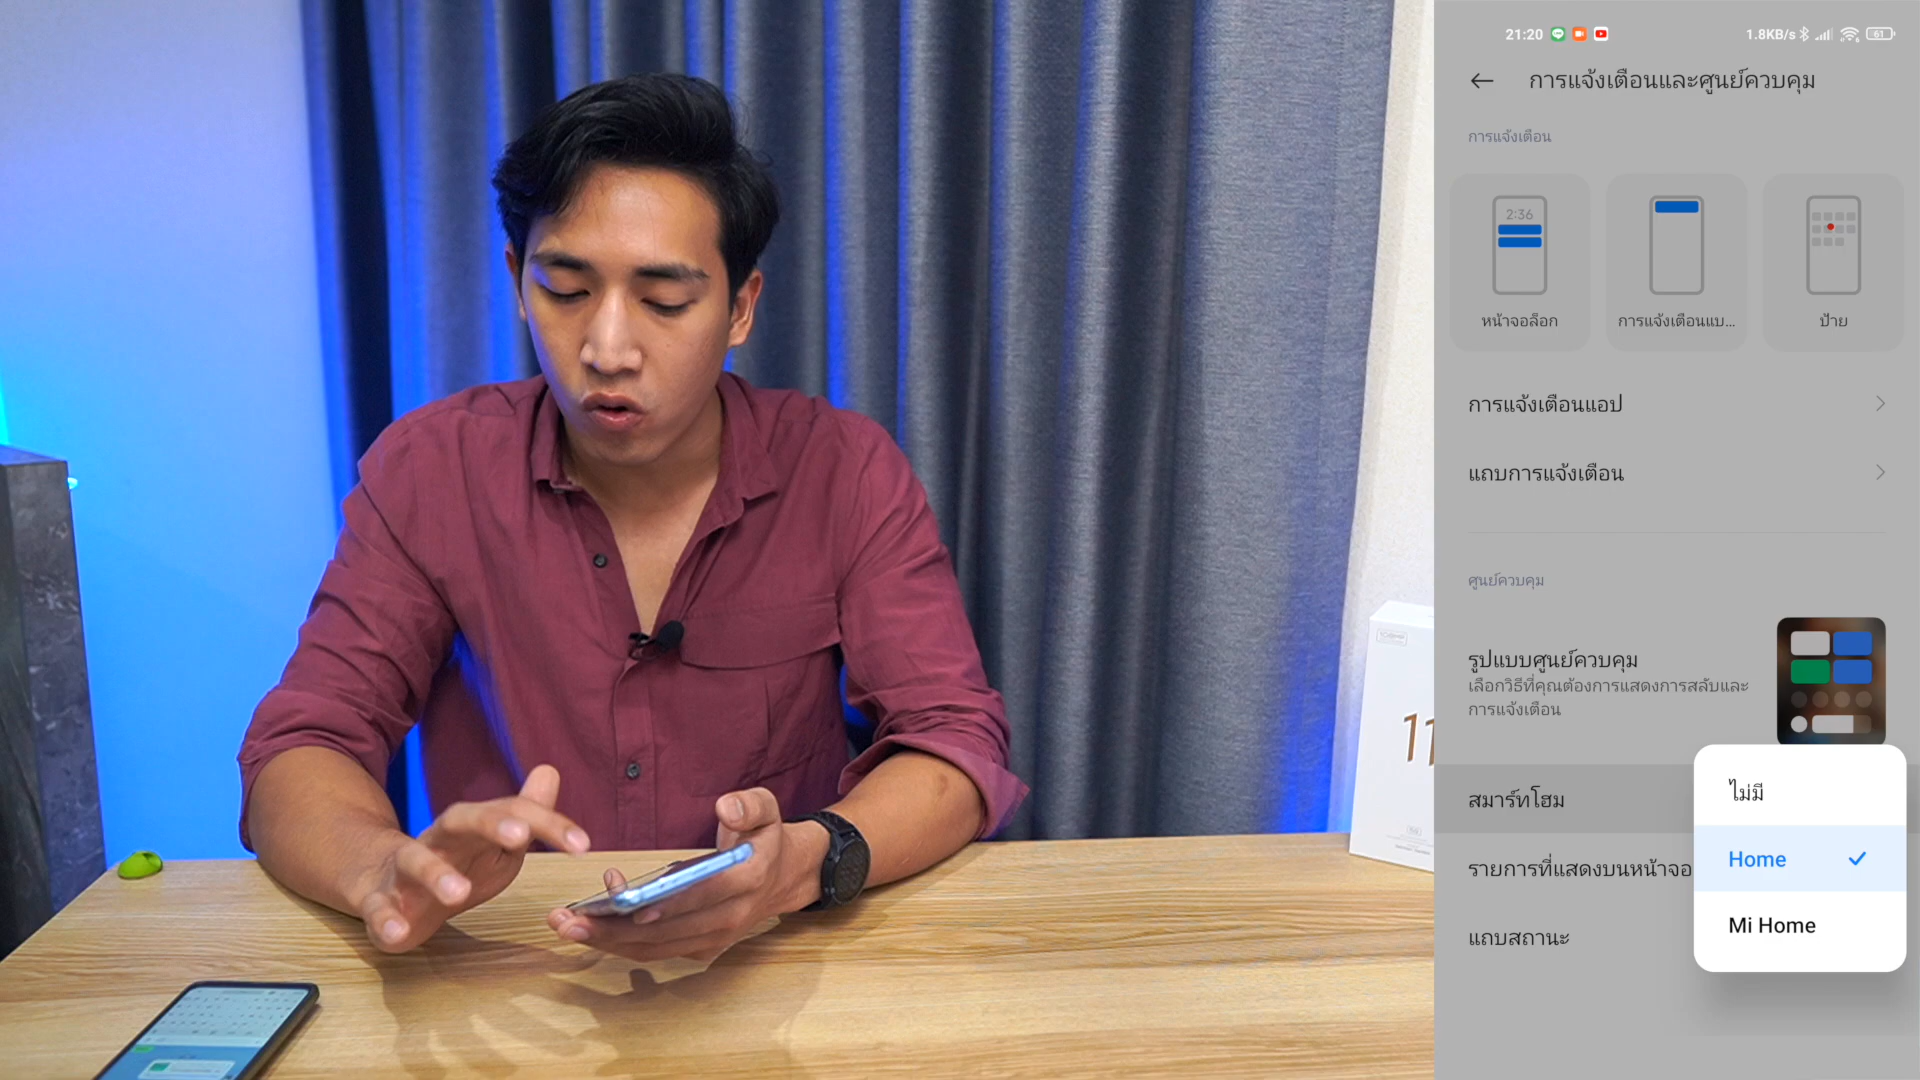 21:20
1.8KB/s
61
การแจ้งเตือนและศูนย์ควบคุม
การแจ้งเตือน
2:36
หน้าจอล็อก
การแจ้งเตือนแบ...
ป้าย
การแจ้งเตือนแอป
แถบการแจ้งเตือน
ศูนย์ควบคุม
รูปแบบศูนย์ควบคุม
เลือกวิธีที่คุณต้องการแสดงการสลับและ
การแจ้งเตือน
สมาร์ทโฮม
ไม่มี
Home
รายการที่แสดงบนหน้าจอ
Mi Home
แถบสถานะ
11